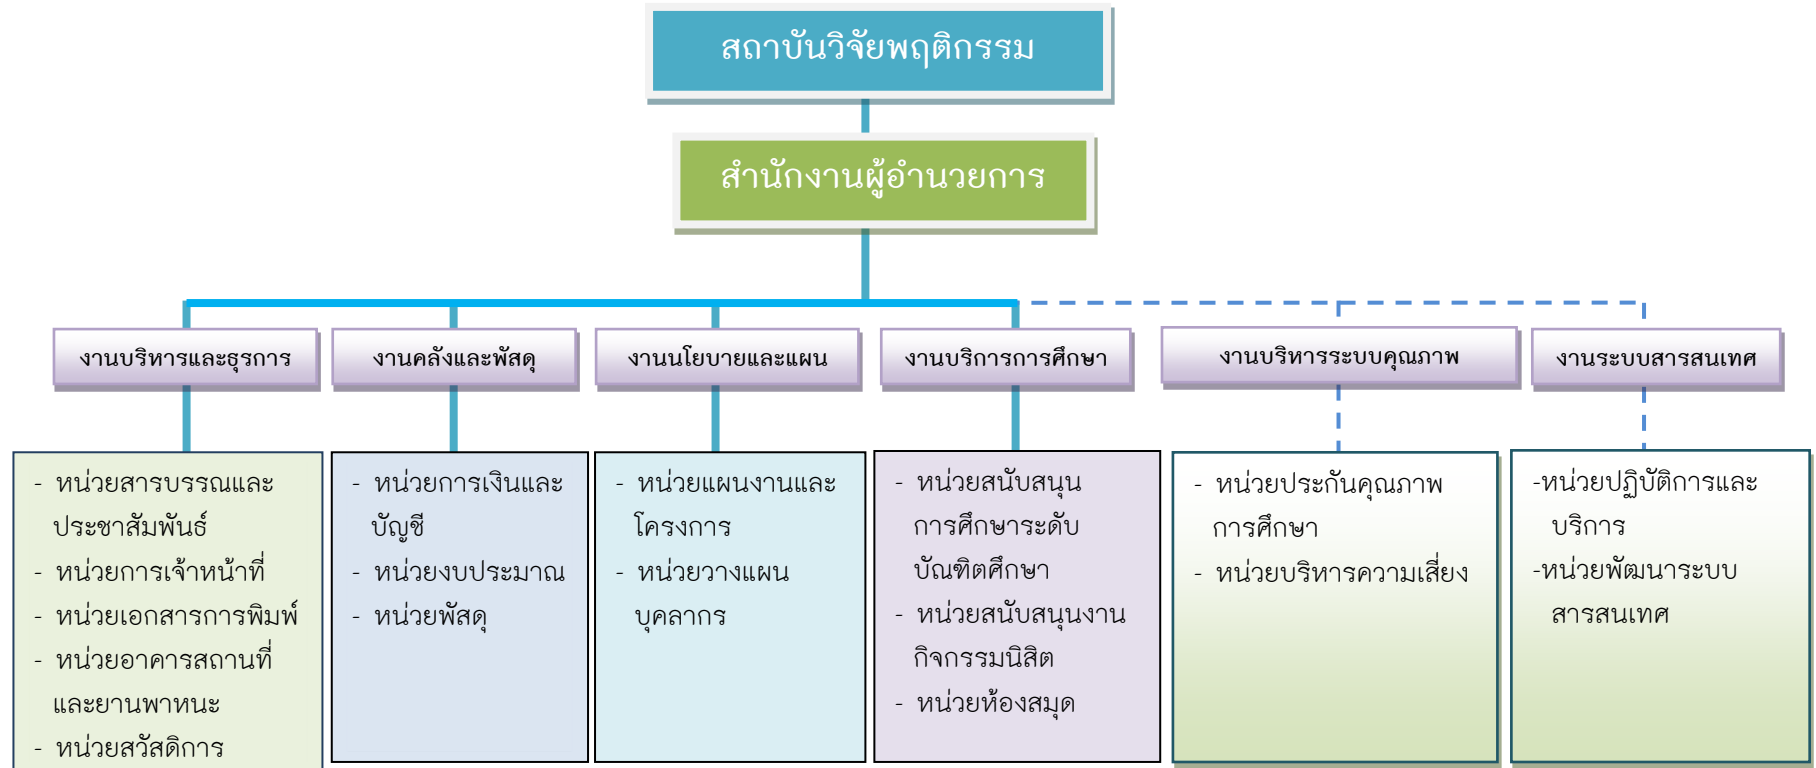 สถาบันวิจัยพฤติกรรม
สำนักงานผู้อำนวยการ
งานบริหารและธุรการ
งานคลังและพัสดุ
งานนโยบายและแผน
งานบริการการศึกษา
งานบริหารระบบคุณภาพ
งานระบบสารสนเทศ
- หน่วยสารบรรณและ
ประชาสัมพันธ์
- หน่วยการเจ้าหน้าที่
- หน่วยเอกสารการพิมพ์
- หน่วยอาคารสถานที่
และยานพาหนะ
- หน่วยสวัสดิการ
- หน่วยการเงินและ
บัญชี
- หน่วยงบประมาณ
- หน่วยพัสดุ
- หน่วยแผนงานและ
โครงการ
- หน่วยวางแผน
บุคลากร
- หน่วยสนับสนุน
การศึกษาระดับ
บัณฑิตศึกษา
- หน่วยสนับสนุนงาน
กิจกรรมนิสิต
- หน่วยห้องสมุด
- หน่วยประกันคุณภาพ
การศึกษา
- หน่วยบริหารความเสี่ยง
-หน่วยปฏิบัติการและ
บริการ
-หน่วยพัฒนาระบบ
สารสนเทศ